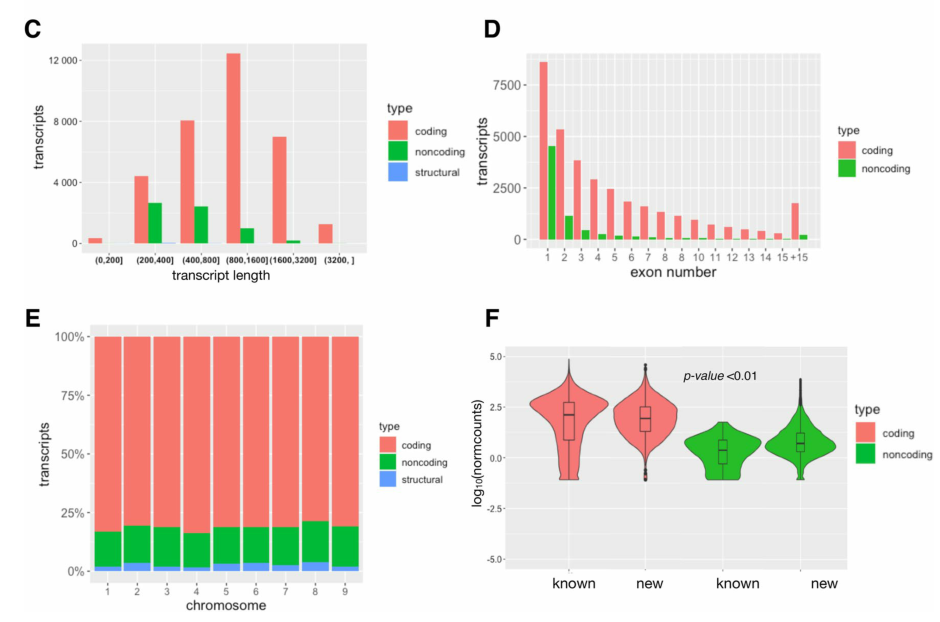 C
12 000
8 000
4 000
0
transcripts
(0,200]
(200,400]
(400,800]
(800,1600]
(1600,3200]
(3200, ]
transcript length
type
coding
noncoding
structural
D
7500
5000
2500
0
transcripts
1 2 3 4 5 6 7 8 8 10 11 12 13 14 15 +15
exon number
type
coding
noncoding
E
100%
75%
50%
25%
0%
transcripts
1 2 3 4 5 6 7 8 9
chromosome
type
coding
noncoding
structural
F
5.0
2.5
0.0
-2.5
-5.0
log₁₀(normcounts)
p-value <0.01
known new known new
type
coding
noncoding